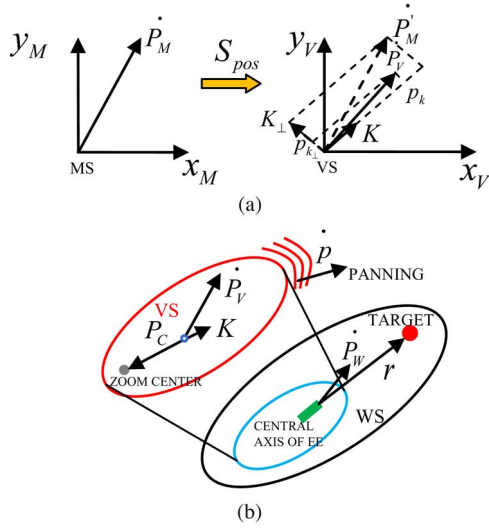 y_M
Ṗ_M
MS
x_M
S_pos
y_V
Ṗ'_M
Ṗ_V
p_k
K_⊥
p_k⊥
K
VS
x_V
(a)
ṗ
PANNING
VS
Ṗ_V
P_C
K
ZOOM CENTER
TARGET
Ṗ_W
r
WS
CENTRAL
AXIS OF EE
(b)